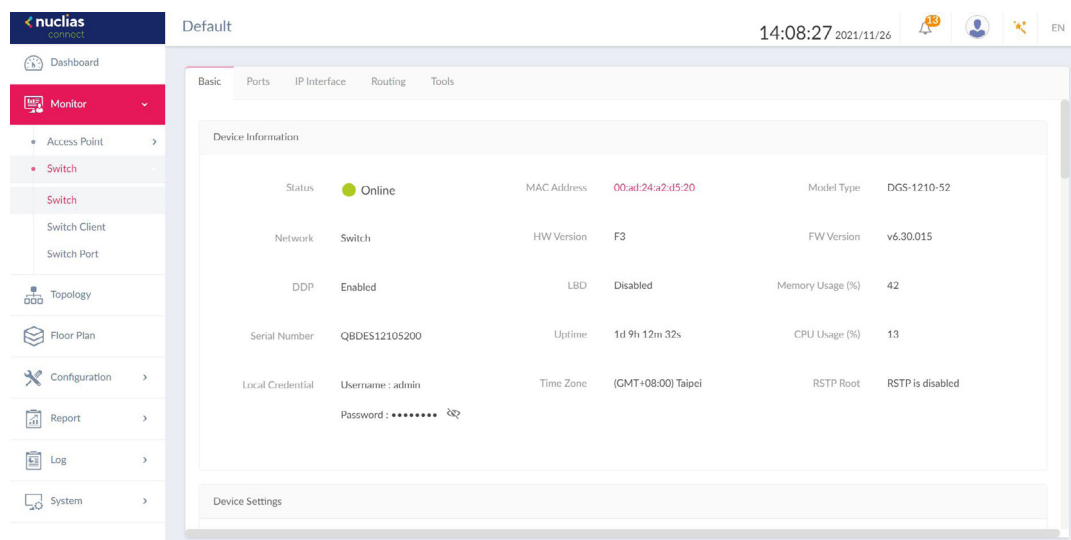 nuclias
connect
Default
14:08:27 2021/11/26
13
EN
Dashboard
Monitor
Access Point
Switch
Switch
Switch Client
Switch Port
Topology
Floor Plan
Configuration
Report
Log
System
Basic Ports IP Interface Routing Tools
Device Information
Status Online MAC Address 00:ad:24:a2:d5:20 Model Type DGS-1210-52
Network Switch HW Version F3 FW Version v6.30.015
DDP Enabled LBD Disabled Memory Usage (%) 42
Serial Number QBDES12105200 Uptime 1d 9h 12m 32s CPU Usage (%) 13
Local Credential Username : admin Time Zone (GMT+08:00) Taipei RSTP Root RSTP is disabled
Password : ••••••••
Device Settings